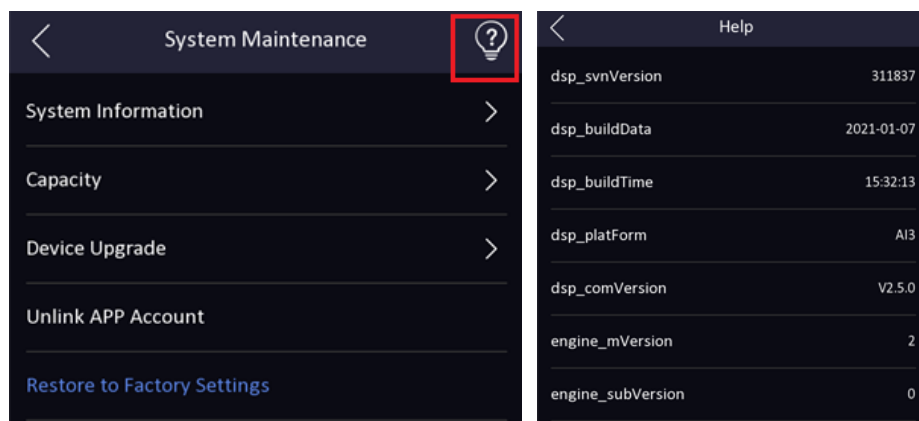 System Maintenance
System Information
Capacity
Device Upgrade
Unlink APP Account
Restore to Factory Settings
Help
dsp_svnVersion 311837
dsp_buildData 2021-01-07
dsp_buildTime 15:32:13
dsp_platForm AI3
dsp_comVersion V2.5.0
engine_mVersion 2
engine_subVersion 0